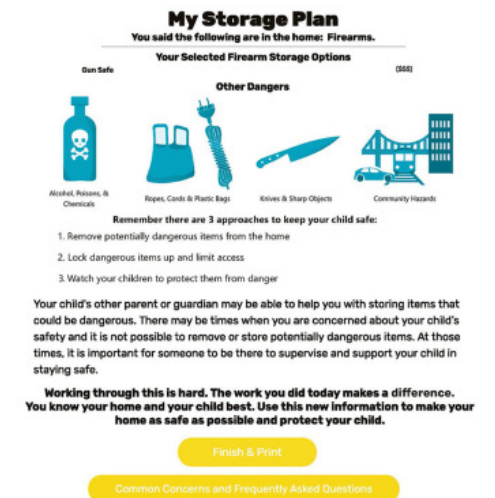 My Storage Plan
You said the following are in the home: Firearms.
Your Selected Firearm Storage Options
Gun Safe ($$$)
Other Dangers
Alcohol, Poisons, &
Chemicals
Ropes, Cords & Plastic Bags
Knives & Sharp Objects
Community Hazards
Remember there are 3 approaches to keep your child safe:
1. Remove potentially dangerous items from the home
2. Lock dangerous items up and limit access
3. Watch your children to protect them from danger
Your child's other parent or guardian may be able to help you with storing items that
could be dangerous. There may be times when you are concerned about your child's
safety and it is not possible to remove or store potentially dangerous items. At those
times, it is important for someone to be there to supervise and support your child in
staying safe.
Working through this is hard. The work you did today makes a difference.
You know your home and your child best. Use this new information to make your
home as safe as possible and protect your child.
Finish & Print
Common Concerns and Frequently Asked Questions